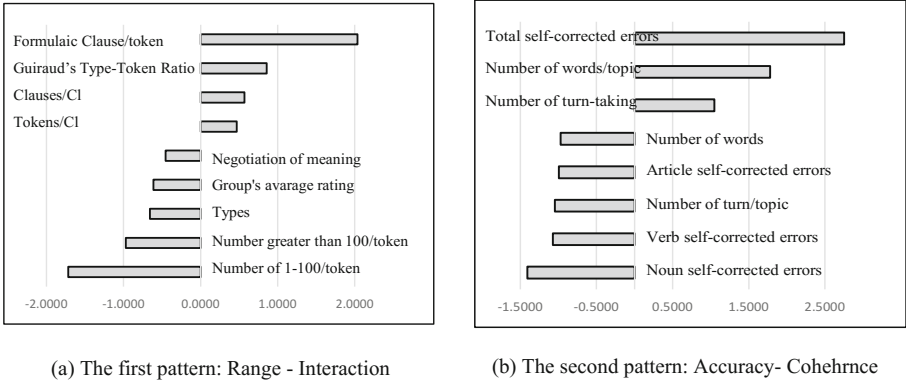 Formulaic Clause/token
Guiraud's Type-Token Ratio
Clauses/Cl
Tokens/Cl
Negotiation of meaning
Group's avarage rating
Types
Number greater than 100/token
Number of 1-100/token
-2.0000 -1.0000 0.0000 1.0000 2.0000
(a) The first pattern: Range - Interaction
Total self-corrected errors
Number of words/topic
Number of turn-taking
Number of words
Article self-corrected errors
Number of turn/topic
Verb self-corrected errors
Noun self-corrected errors
-1.5000 -0.5000 0.5000 1.5000 2.5000
(b) The second pattern: Accuracy- Cohehrnce